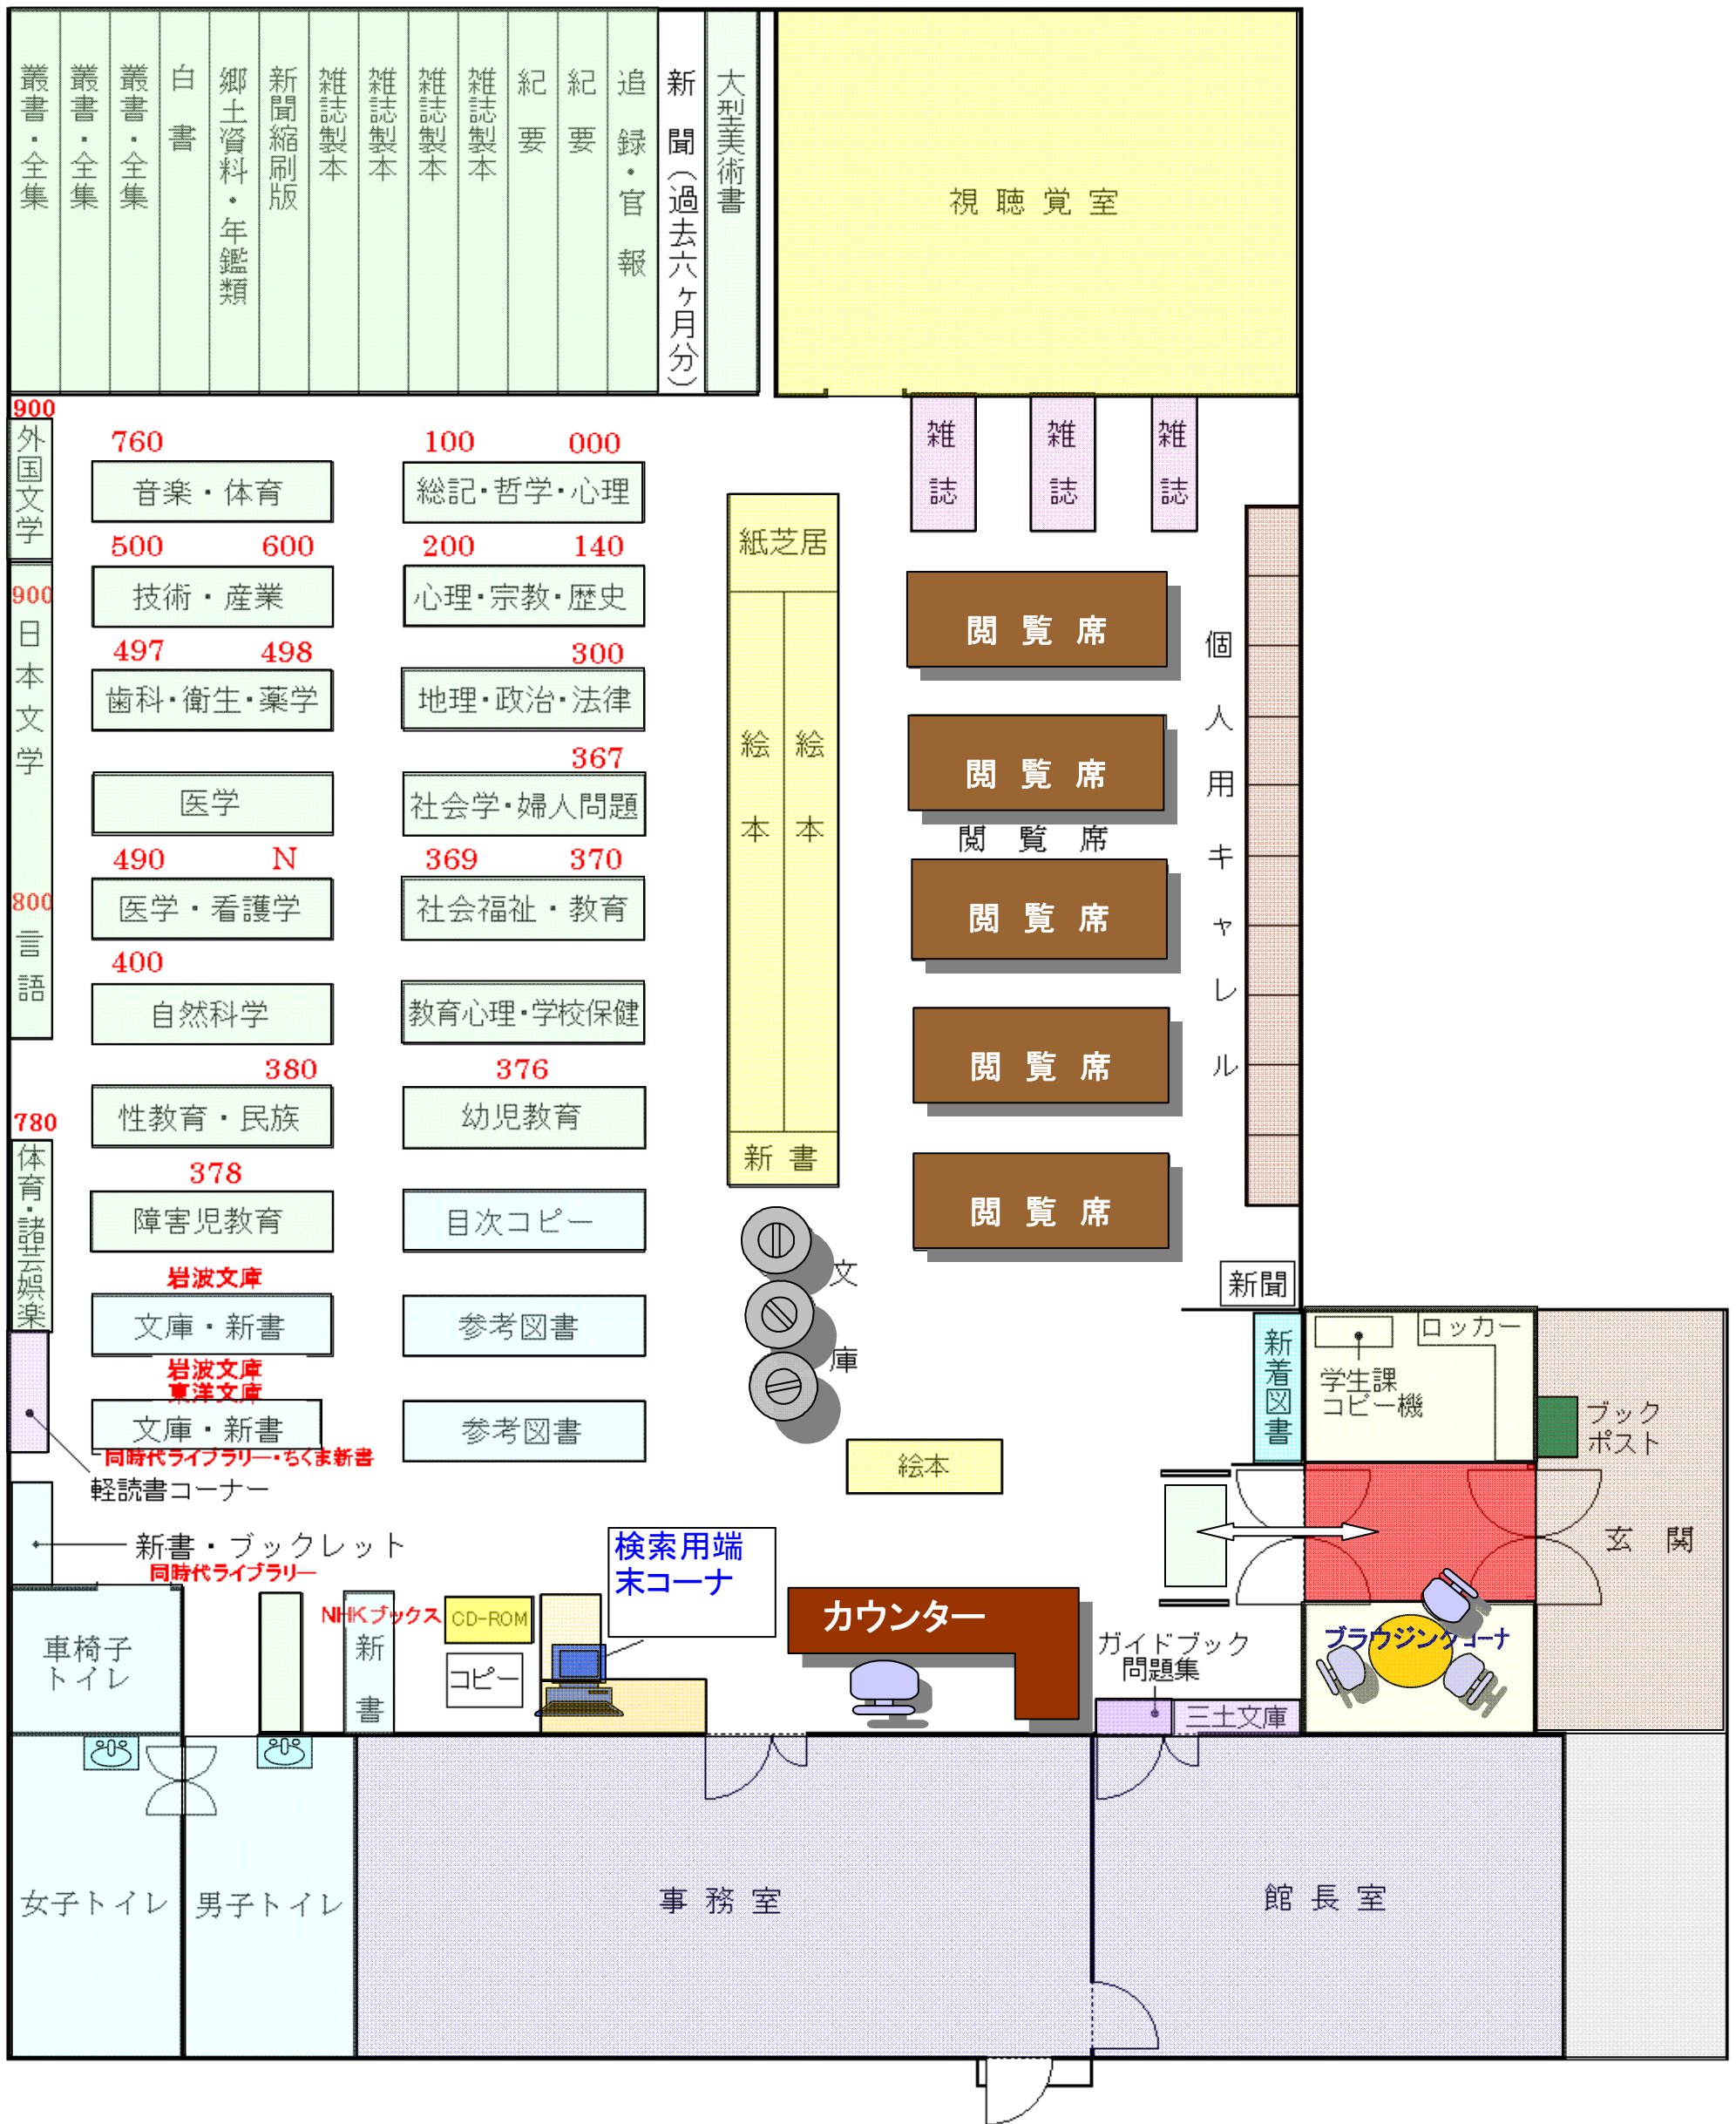 叢書・全集
叢書・全集
叢書・全集
白書
郷土資料・年鑑類
新聞縮刷版
雑誌製本
雑誌製本
雑誌製本
雑誌製本
紀要
紀要
追録・官報
新聞(過去六ヶ月分)
大型美術書
視聴覚室
900
外国文学
900
日本文学
800
言語
780
体育・諸芸娯楽
760
音楽・体育
500 600
技術・産業
497 498
歯科・衛生・薬学
医学
490 N
医学・看護学
400
自然科学
380
性教育・民族
378
障害児教育
岩波文庫
文庫・新書
岩波文庫
東洋文庫
文庫・新書
同時代ライブラリー・ちくま新書
軽読書コーナー
新書・ブックレット
同時代ライブラリー
100 000
総記・哲学・心理
200 140
心理・宗教・歴史
300
地理・政治・法律
367
社会学・婦人問題
369 370
社会福祉・教育
教育心理・学校保健
376
幼児教育
目次コピー
参考図書
参考図書
紙芝居
絵本
絵本
新書
文庫
絵本
雑誌
雑誌
雑誌
閲覧席
閲覧席
閲覧席
閲覧席
閲覧席
閲覧席
個人用キャレル
新聞
新着図書
ロッカー
学生課
コピー機
ブック
ポスト
玄関
ブラウジングコーナ
検索用端
末コーナ
カウンター
ガイドブック
問題集
三土文庫
NHKブックス
新書
CD-ROM
コピー
車椅子
トイレ
女子トイレ
男子トイレ
事務室
館長室